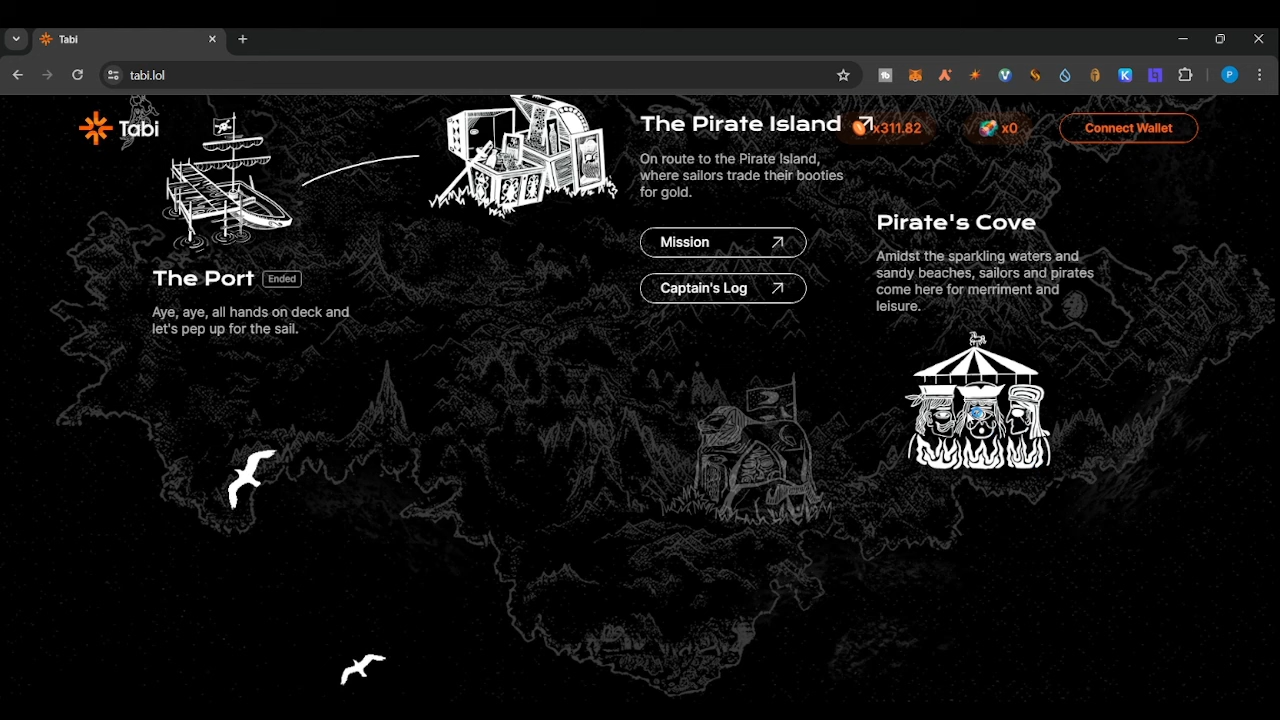 Tabi
tabi.lol
P
Tabi
The Pirate Island
x311.82
x0
Connect Wallet
On route to the Pirate Island,
where sailors trade their booties
for gold.
Mission
Captain's Log
Pirate's Cove
Amidst the sparkling waters and
sandy beaches, sailors and pirates
come here for merriment and
leisure.
The Port
Ended
Aye, aye, all hands on deck and
let's pep up for the sail.